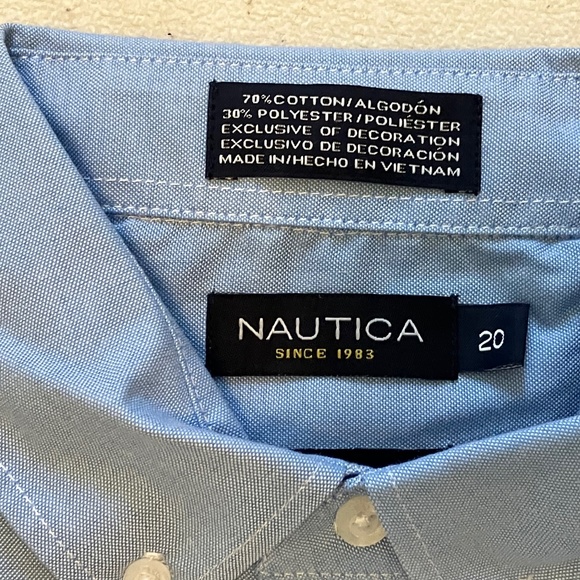 70% COTTON/ALGODÓN
30% POLYESTER/POLIÉSTER
EXCLUSIVE OF DECORATION
EXCLUSIVO DE DECORACIÓN
MADE IN/HECHO EN VIETNAM
NAUTICA
SINCE 1983
20